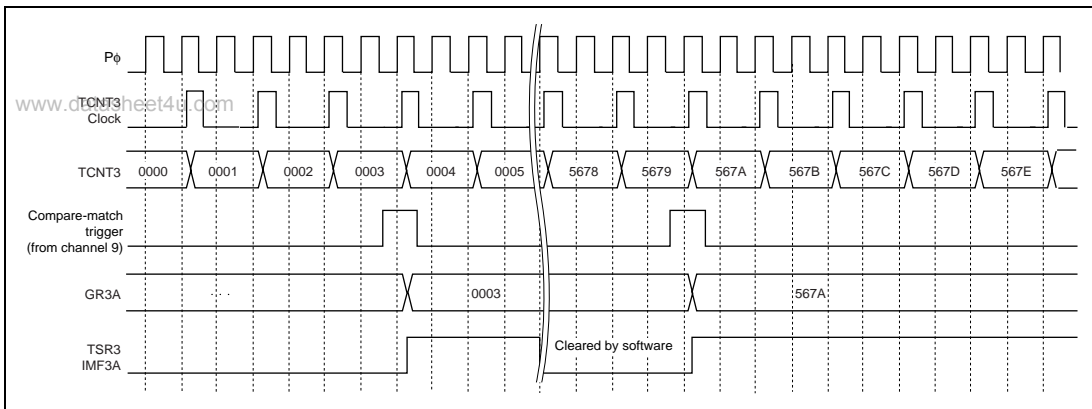 Pϕ
www.datasheet4u.com
TCNT3
Clock
TCNT3 0000 0001 0002 0003 0004 0005 5678 5679 567A 567B 567C 567D 567E
Compare-match
trigger
(from channel 9)
GR3A .... 0003 567A
TSR3
IMF3A
Cleared by software